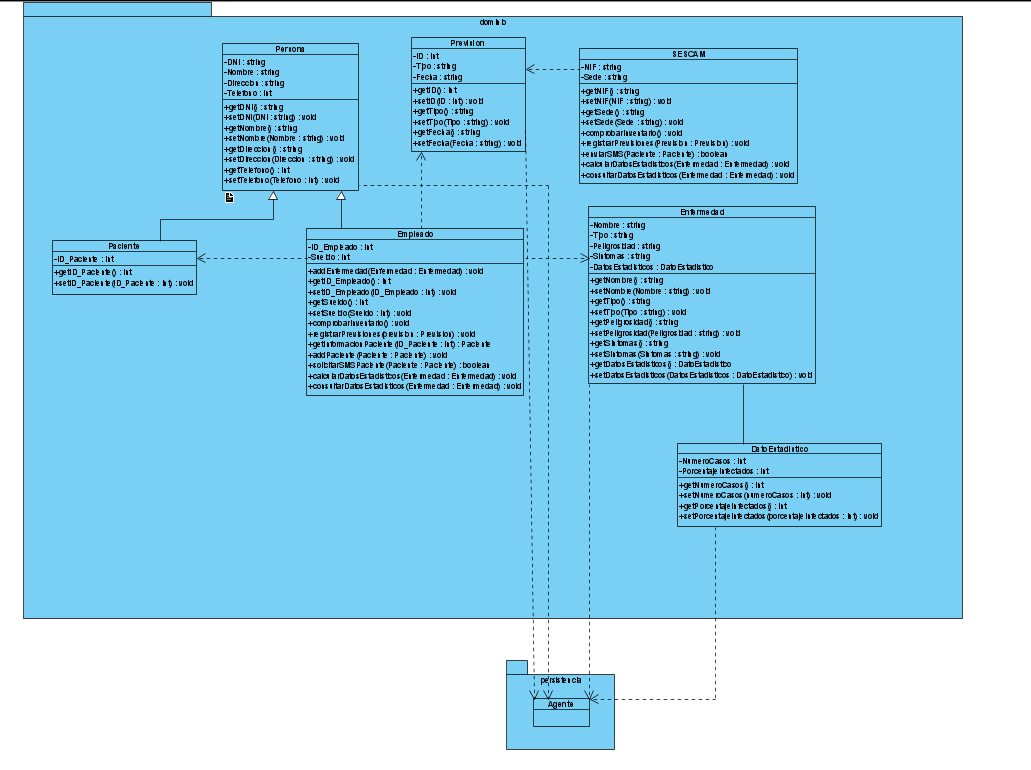 dominio
Persona
-DNI : string
-Nombre : string
-Direccion : string
-Telefono : int
+getDNI() : string
+setDNI(DNI : string) : void
+getNombre() : string
+setNombre(Nombre : string) : void
+getDireccion() : string
+setDireccion(Direccion : string) : void
+getTelefono() : int
+setTelefono(Telefono : int) : void
Prevision
-ID : int
-Tipo : string
-Fecha : string
+getID() : int
+setID(ID : int) : void
+getTipo() : string
+setTipo(Tipo : string) : void
+getFecha() : string
+setFecha(Fecha : string) : void
SESCAM
-NIF : string
-Sede : string
+getNIF() : string
+setNIF(NIF : string) : void
+getSede() : string
+setSede(Sede : string) : void
+comprobarInventario() : void
+registrarPrevisiones(Prevision : Prevision) : void
+enviarSMS(Paciente : Paciente) : boolean
+calcularDatosEstadisticos(Enfermedad : Enfermedad) : void
+consultarDatosEstadisticos(Enfermedad : Enfermedad) : void
Paciente
-ID_Paciente : int
+getID_Paciente() : int
+setID_Paciente(ID_Paciente : int) : void
Empleado
-ID_Empleado : int
-Sueldo : int
+addEnfermedad(Enfermedad : Enfermedad) : void
+getID_Empleado() : int
+setID_Empleado(ID_Empleado : int) : void
+getSueldo() : int
+setSueldo(Sueldo : int) : void
+comprobarInventario() : void
+registrarPrevisiones(prevision : Prevision) : void
+getInformacionPaciente(ID_Paciente : int) : Paciente
+addPaciente(Paciente : Paciente) : void
+solicitarSMSPaciente(Paciente : Paciente) : boolean
+calcularDatosEstadisticos(Enfermedad : Enfermedad) : void
+consultarDatosEstadisticos(Enfermedad : Enfermedad) : void
Enfermedad
-Nombre : string
-Tipo : string
-Peligrosidad : string
-Sintomas : string
-DatosEstadisticos : DatoEstadistico
+getNombre() : string
+setNombre(Nombre : string) : void
+getTipo() : string
+setTipo(Tipo : string) : void
+getPeligrosidad() : string
+setPeligrosidad(Peligrosidad : string) : void
+getSintomas() : string
+setSintomas(Sintomas : string) : void
+getDatosEstadisticos() : DatoEstadistico
+setDatosEstadisticos(DatosEstadisticos : DatoEstadistico) : void
DatoEstadistico
-NumeroCasos : int
-PorcentajeInfectados : int
+getNumeroCasos() : int
+setNumeroCasos(numeroCasos : int) : void
+getPorcentajeInfectados() : int
+setPorcentajeInfectados(porcentajeInfectados : int) : void
persistencia
Agente